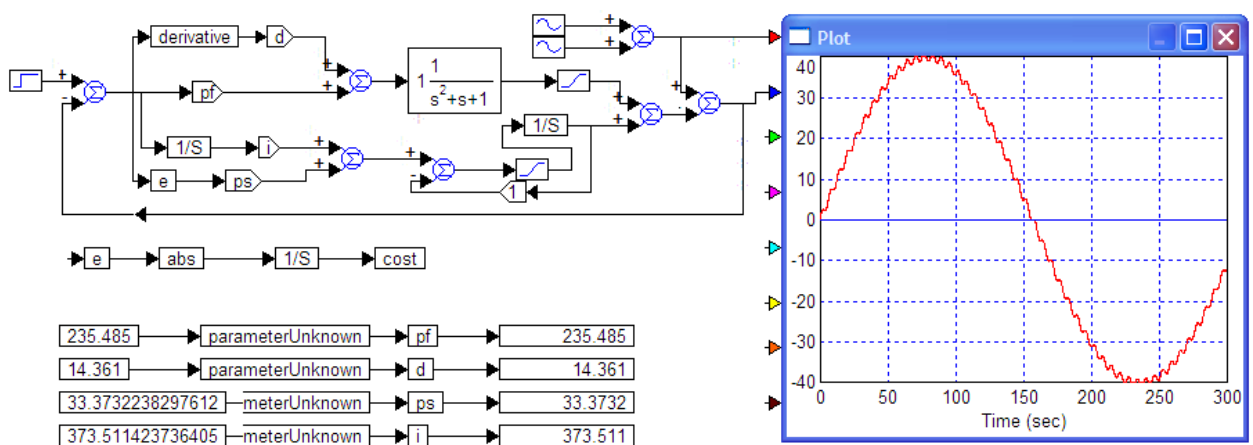 derivative
d
+
+
Σ
+
-
Σ
pf
+
+
Σ
1
1
s²+s+1
+
+
Σ
+
-
Σ
+
+
Σ
1/S
i
e
ps
+
+
Σ
+
-
Σ
1/S
1
e
abs
1/S
cost
235.485
parameterUnknown
pf
235.485
14.361
parameterUnknown
d
14.361
33.3732238297612
meterUnknown
ps
33.3732
373.511423736405
meterUnknown
i
373.511
Plot
40
30
20
10
0
-10
-20
-30
-40
0
50
100
150
200
250
300
Time (sec)